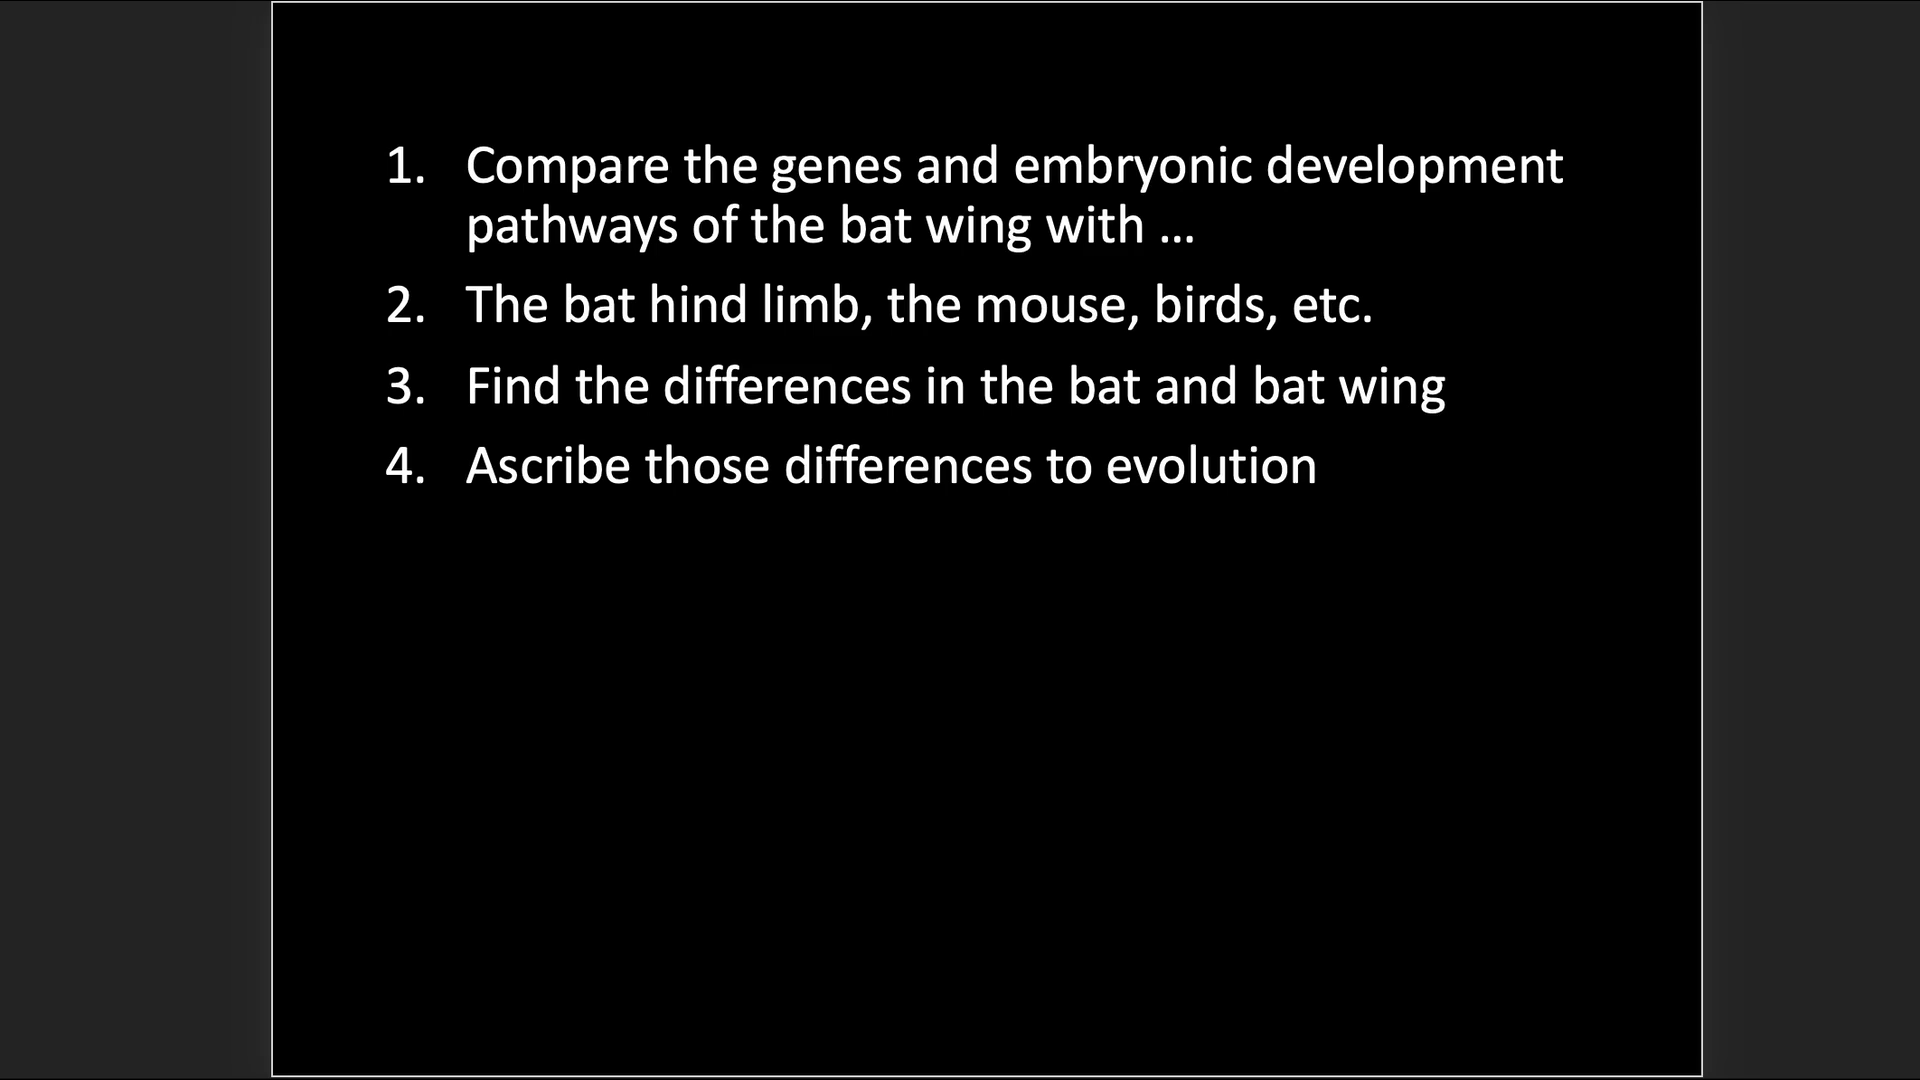 1. Compare the genes and embryonic development
pathways of the bat wing with ...
2. The bat hind limb, the mouse, birds, etc.
3. Find the differences in the bat and bat wing
4. Ascribe those differences to evolution